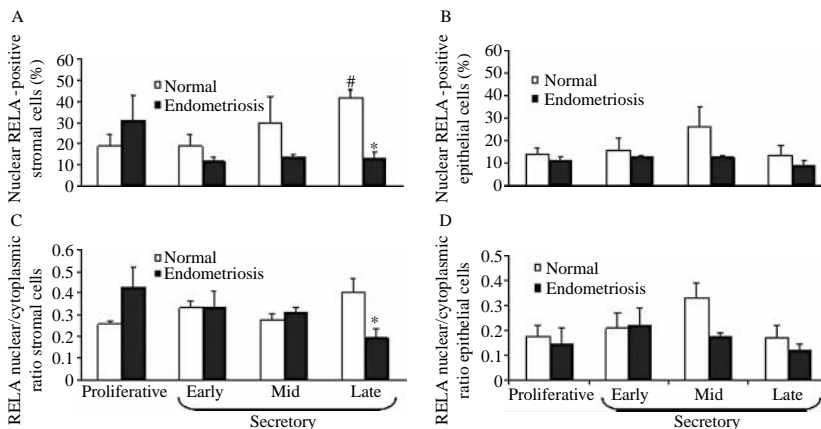 A
Nuclear RELA-positive
stromal cells (%)
60
50
40
30
20
10
0
Normal
Endometriosis
#
*
B
Nuclear RELA-positive
epithelial cells (%)
60
50
40
30
20
10
0
Normal
Endometriosis
C
RELA nuclear/cytoplasmic
ratio stromal cells
0.6
0.5
0.4
0.3
0.2
0.1
0
Normal
Endometriosis
*
Proliferative Early Mid Late
Secretory
D
RELA nuclear/cytoplasmic
ratio epithelial cells
0.5
0.4
0.3
0.2
0.1
0
Normal
Endometriosis
Proliferative Early Mid Late
Secretory